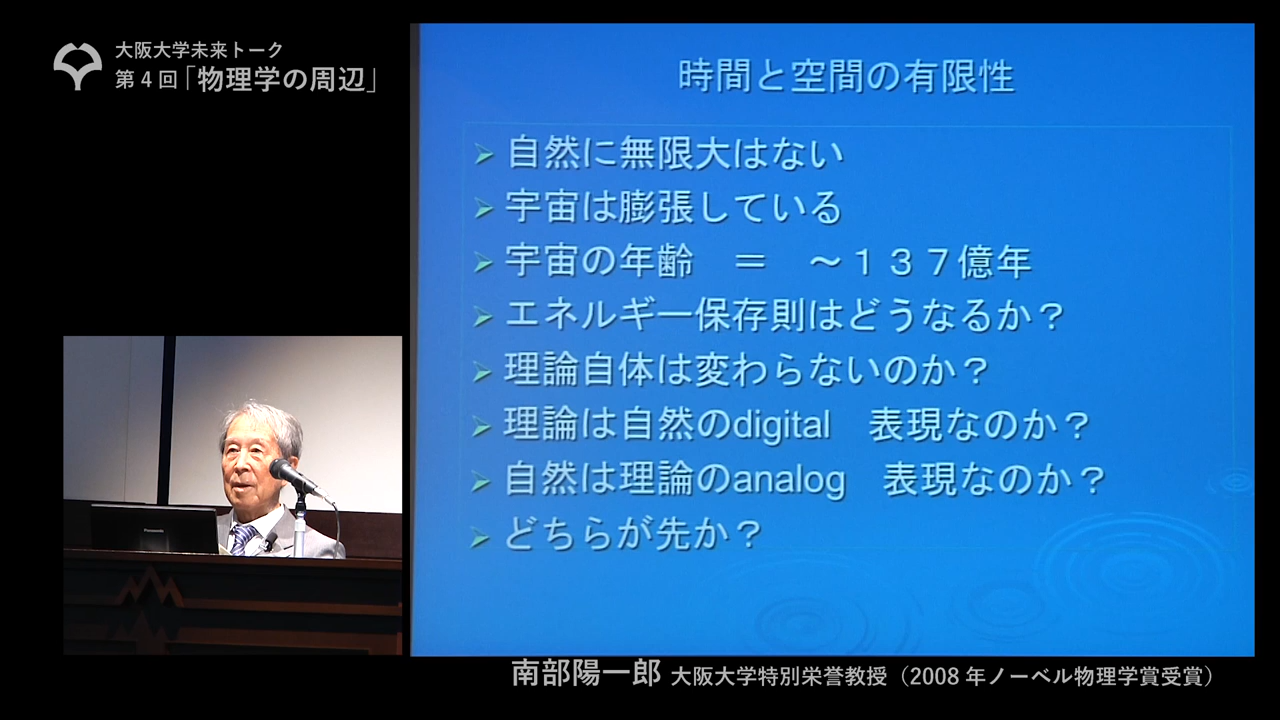 大阪大学未来トーク
第4回「物理学の周辺」
時間と空間の有限性
自然に無限大はない
宇宙は膨張している
宇宙の年齢 ＝ ～１３７億年
エネルギー保存則はどうなるか？
理論自体は変わらないのか？
理論は自然のdigital 表現なのか？
自然は理論のanalog 表現なのか？
どちらが先か？
Panasonic
南部陽一郎 大阪大学特別栄誉教授（2008年ノーベル物理学賞受賞）